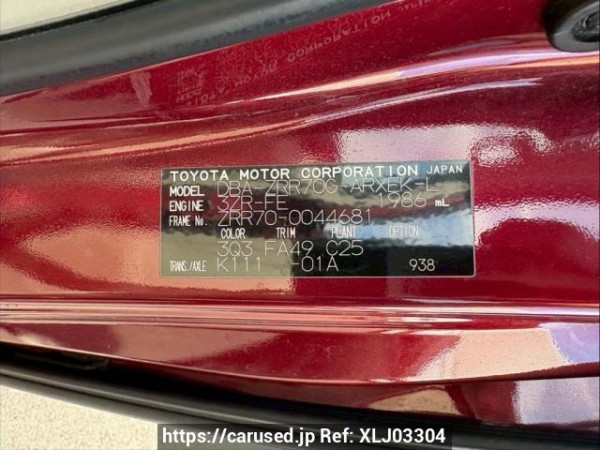 TOYOTA MOTOR CORPORATION JAPAN
MODEL DBA-ZRR70G-ARXEK-L
ENGINE 3ZR-FE 1986 mL
FRAME No. ZRR70-0044681
COLOR TRIM PLANT OPTION
3Q3 FA49 C25
TRANS./AXLE K111 -01A 938
https://carused.jp Ref: XLJ03304